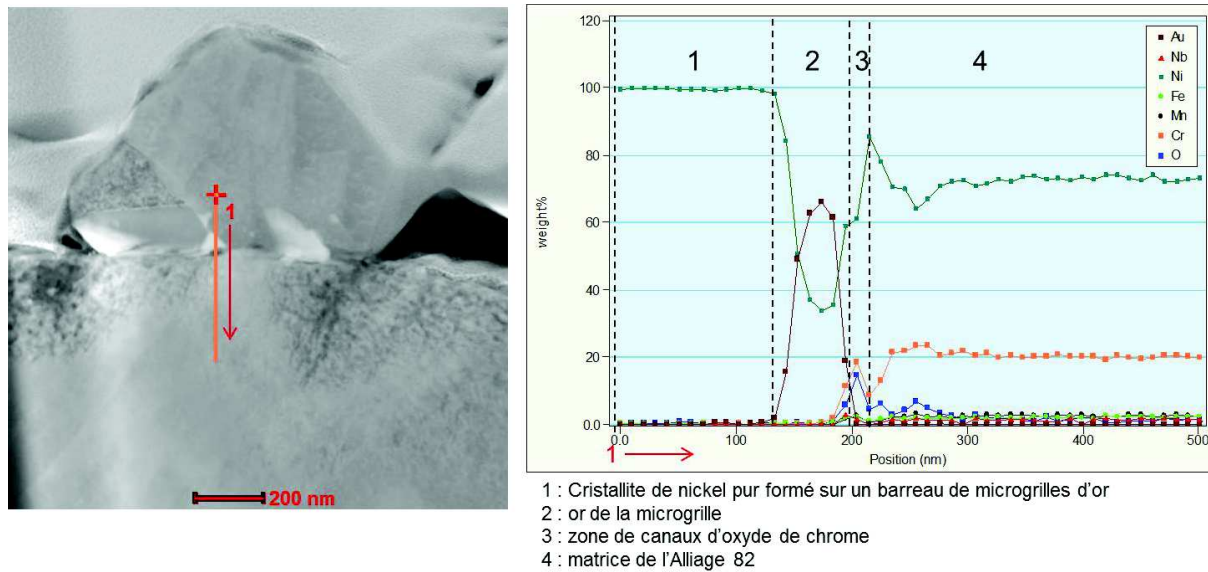 1
200 nm
120
100
80
60
40
20
0.0
weight%
1
2
3
4
Au
Nb
Ni
Fe
Mn
Cr
O
0.0
100
200
300
400
500
Position (nm)
1
1 : Cristallite de nickel pur formé sur un barreau de microgrilles d'or
2 : or de la microgrille
3 : zone de canaux d'oxyde de chrome
4 : matrice de l'Alliage 82